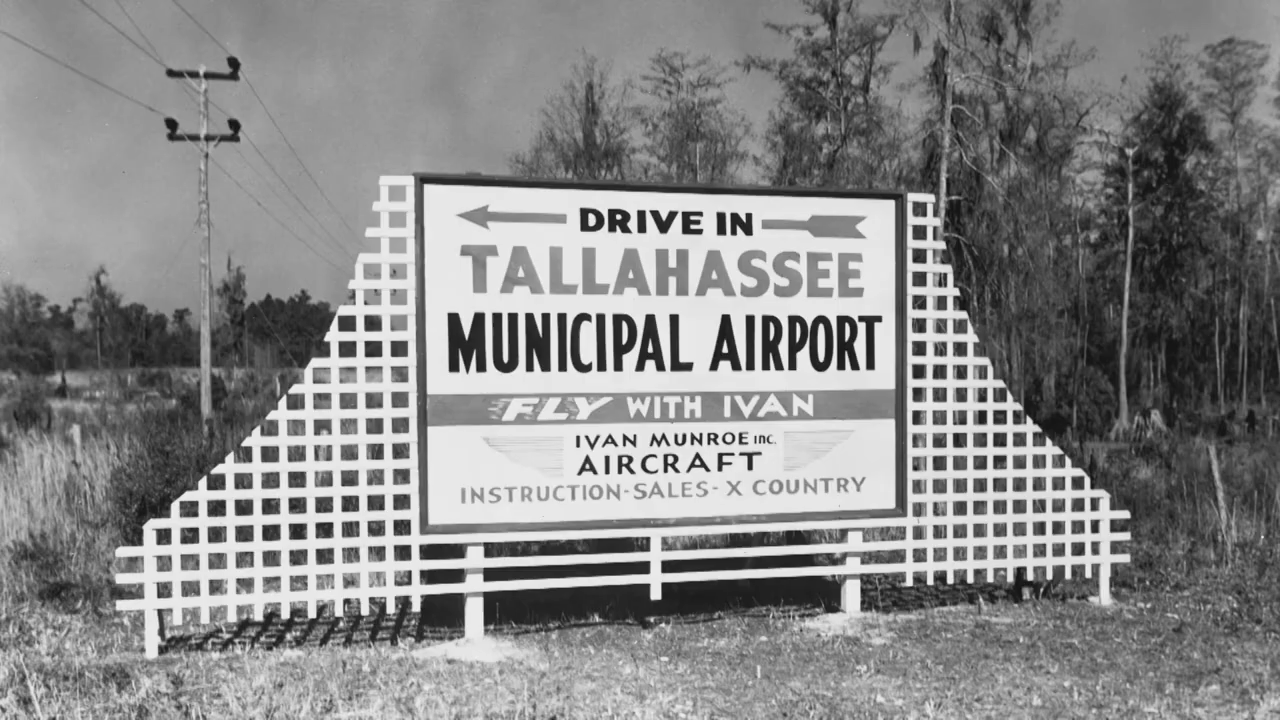 DRIVE IN
TALLAHASSEE
MUNICIPAL AIRPORT
FLY WITH IVAN
IVAN MUNROE INC.
AIRCRAFT
INSTRUCTION-SALES-X COUNTRY